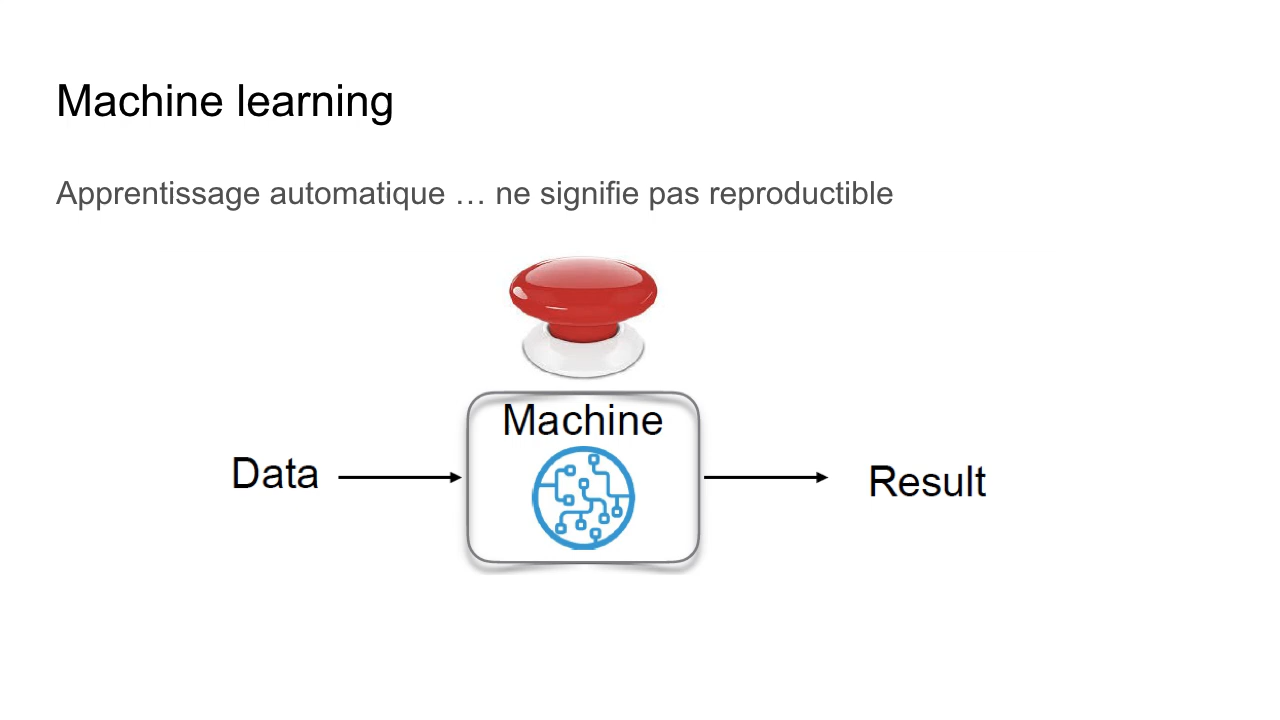 Machine learning
Apprentissage automatique … ne signifie pas reproductible
Machine
Data
Result